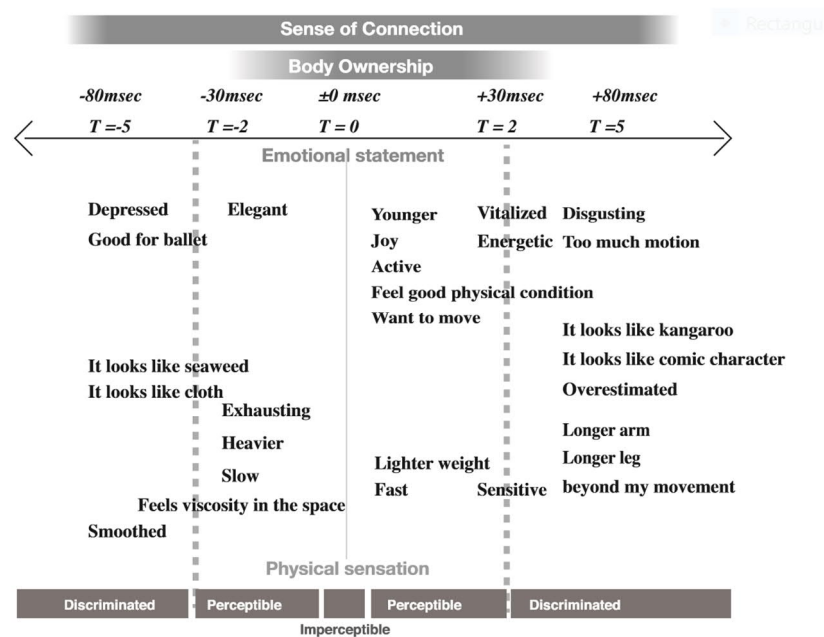 Rectangu
Sense of Connection
Body Ownership
-80msec -30msec ±0 msec +30msec +80msec
T =-5 T =-2 T = 0 T = 2 T =5
Emotional statement
Depressed Elegant Younger Vitalized Disgusting
Good for ballet Joy Energetic Too much motion
Active
Feel good physical condition
Want to move
It looks like kangaroo
It looks like seaweed It looks like comic character
It looks like cloth Overestimated
Exhausting
Heavier Longer arm
Slow Lighter weight Longer leg
Feels viscosity in the space Fast Sensitive beyond my movement
Smoothed
Physical sensation
Discriminated Perceptible Perceptible Discriminated
Imperceptible